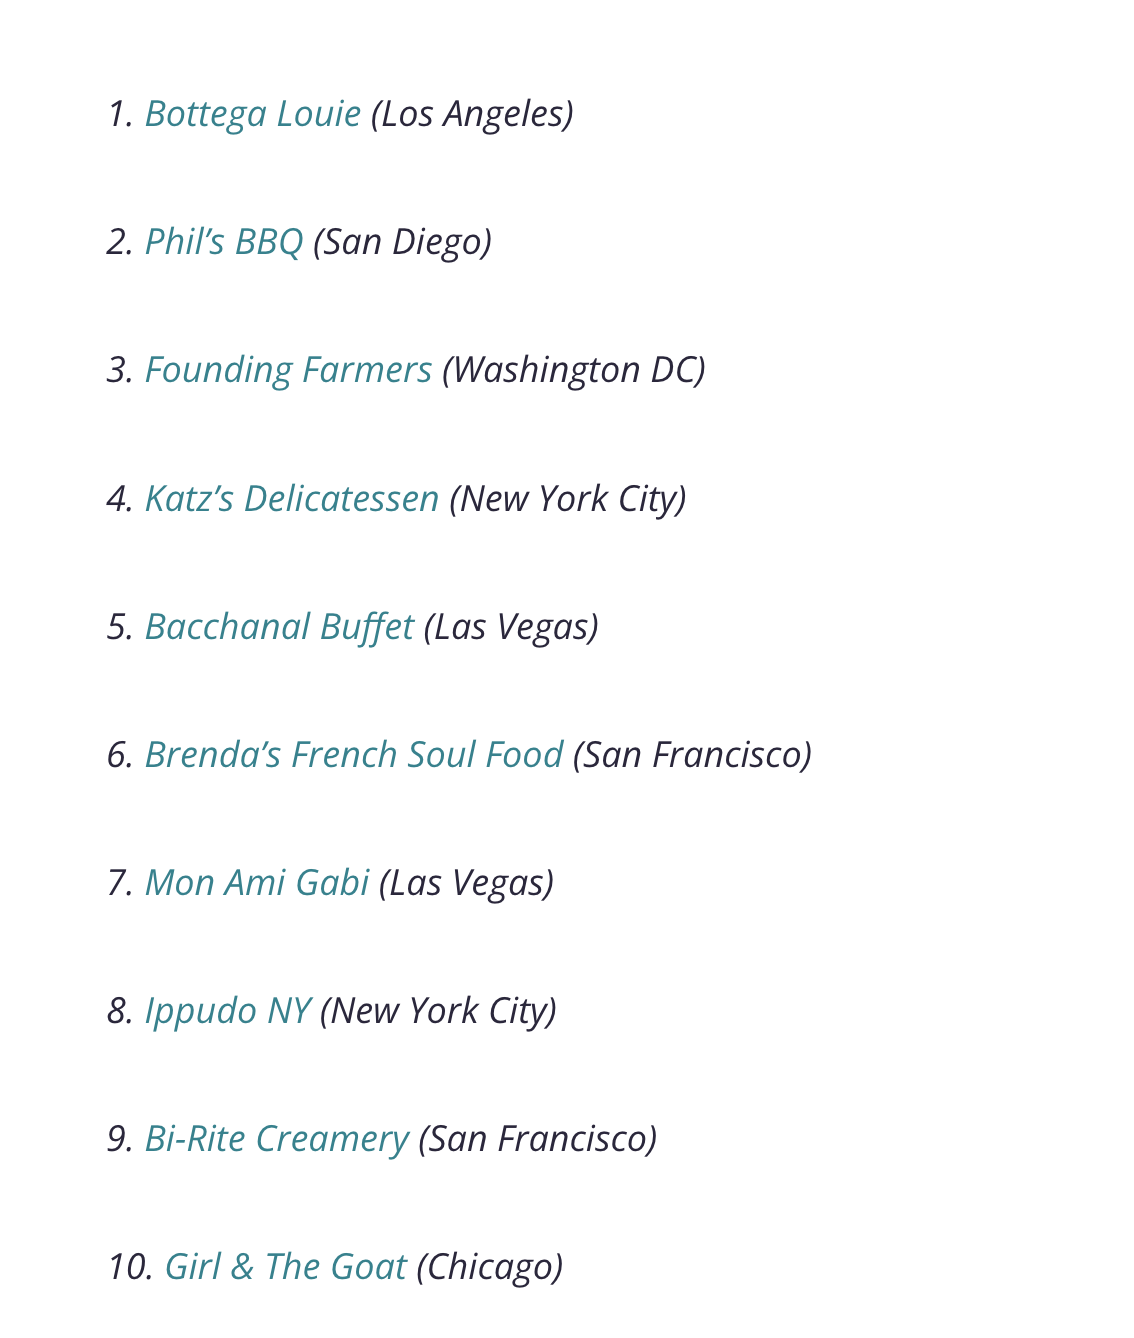 1. Bottega Louie (Los Angeles)
2. Phil’s BBQ (San Diego)
3. Founding Farmers (Washington DC)
4. Katz’s Delicatessen (New York City)
5. Bacchanal Buffet (Las Vegas)
6. Brenda’s French Soul Food (San Francisco)
7. Mon Ami Gabi (Las Vegas)
8. Ippudo NY (New York City)
9. Bi-Rite Creamery (San Francisco)
10. Girl & The Goat (Chicago)